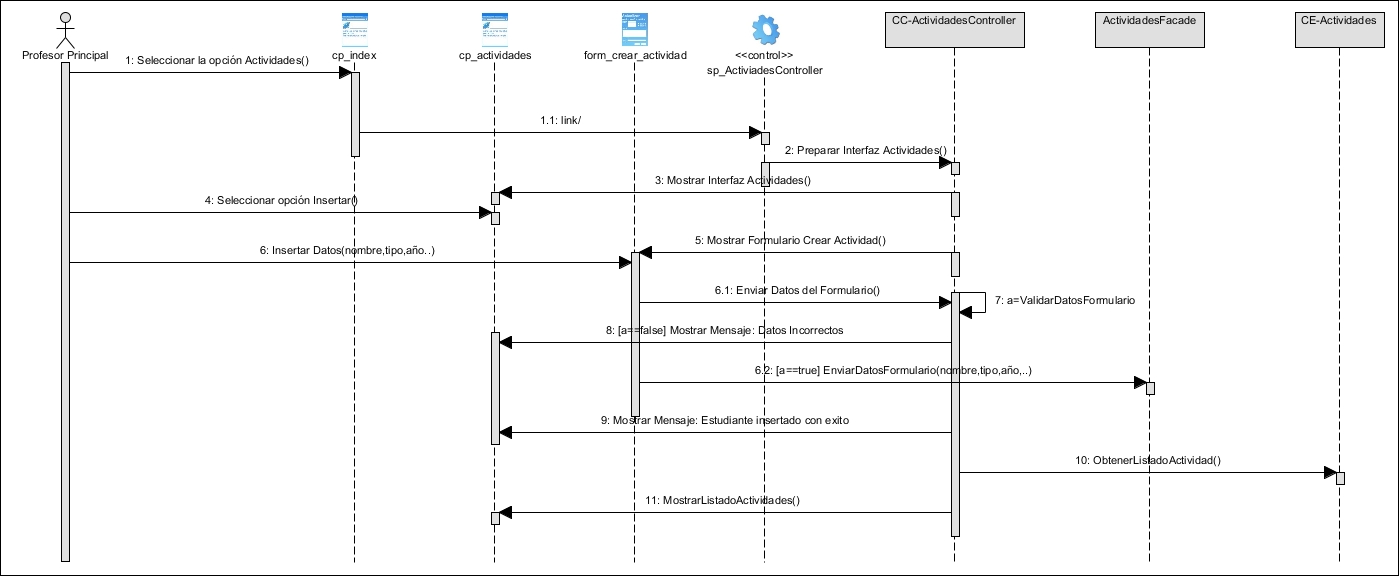 CC-ActividadesController
ActividadesFacade
CE-Actividades
Profesor Principal
cp_index
cp_actividades
form_crear_actividad
<<control>>
sp_ActiviadesController
1: Seleccionar la opción Actividades()
1.1: link/
2: Preparar Interfaz Actividades()
3: Mostrar Interfaz Actividades()
4: Seleccionar opción Insertar()
5: Mostrar Formulario Crear Actividad()
6: Insertar Datos(nombre,tipo,año..)
6.1: Enviar Datos del Formulario()
7: a=ValidarDatosFormulario
8: [a==false] Mostrar Mensaje: Datos Incorrectos
6.2: [a==true] EnviarDatosFormulario(nombre,tipo,año,..)
9: Mostrar Mensaje: Estudiante insertado con exito
10: ObtenerListadoActividad()
11: MostrarListadoActividades()